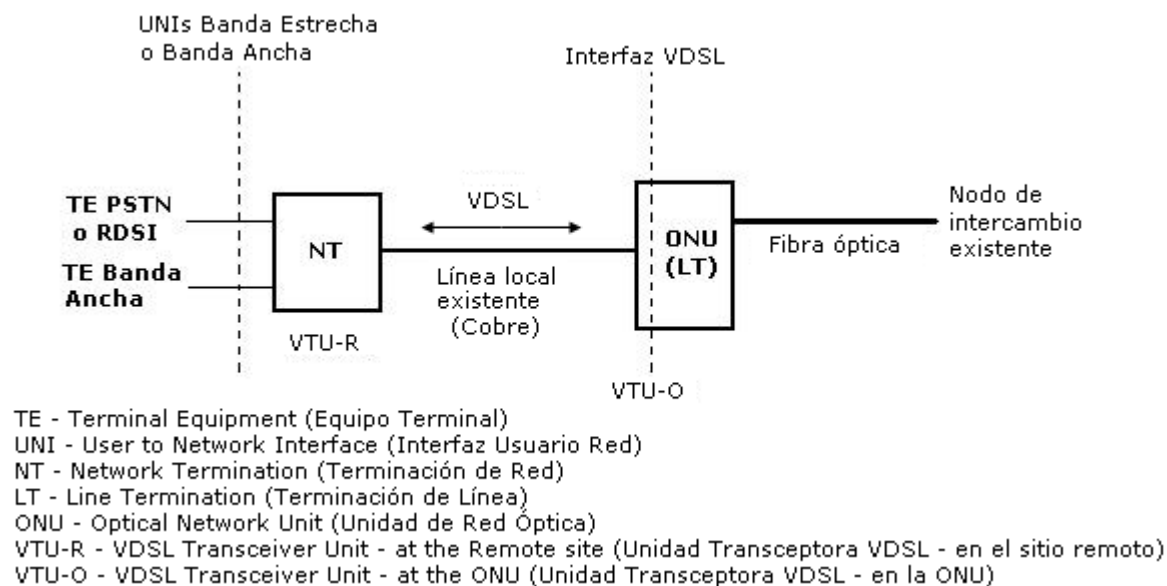 UNIs Banda Estrecha
o Banda Ancha
Interfaz VDSL
TE PSTN
o RDSI
TE Banda
Ancha
NT
VTU-R
VDSL
Línea local
existente
(Cobre)
ONU
(LT)
VTU-O
Fibra óptica
Nodo de
intercambio
existente
TE - Terminal Equipment (Equipo Terminal)
UNI - User to Network Interface (Interfaz Usuario Red)
NT - Network Termination (Terminación de Red)
LT - Line Termination (Terminación de Línea)
ONU - Optical Network Unit (Unidad de Red Óptica)
VTU-R - VDSL Transceiver Unit - at the Remote site (Unidad Transceptora VDSL - en el sitio remoto)
VTU-O - VDSL Transceiver Unit - at the ONU (Unidad Transceptora VDSL - en la ONU)